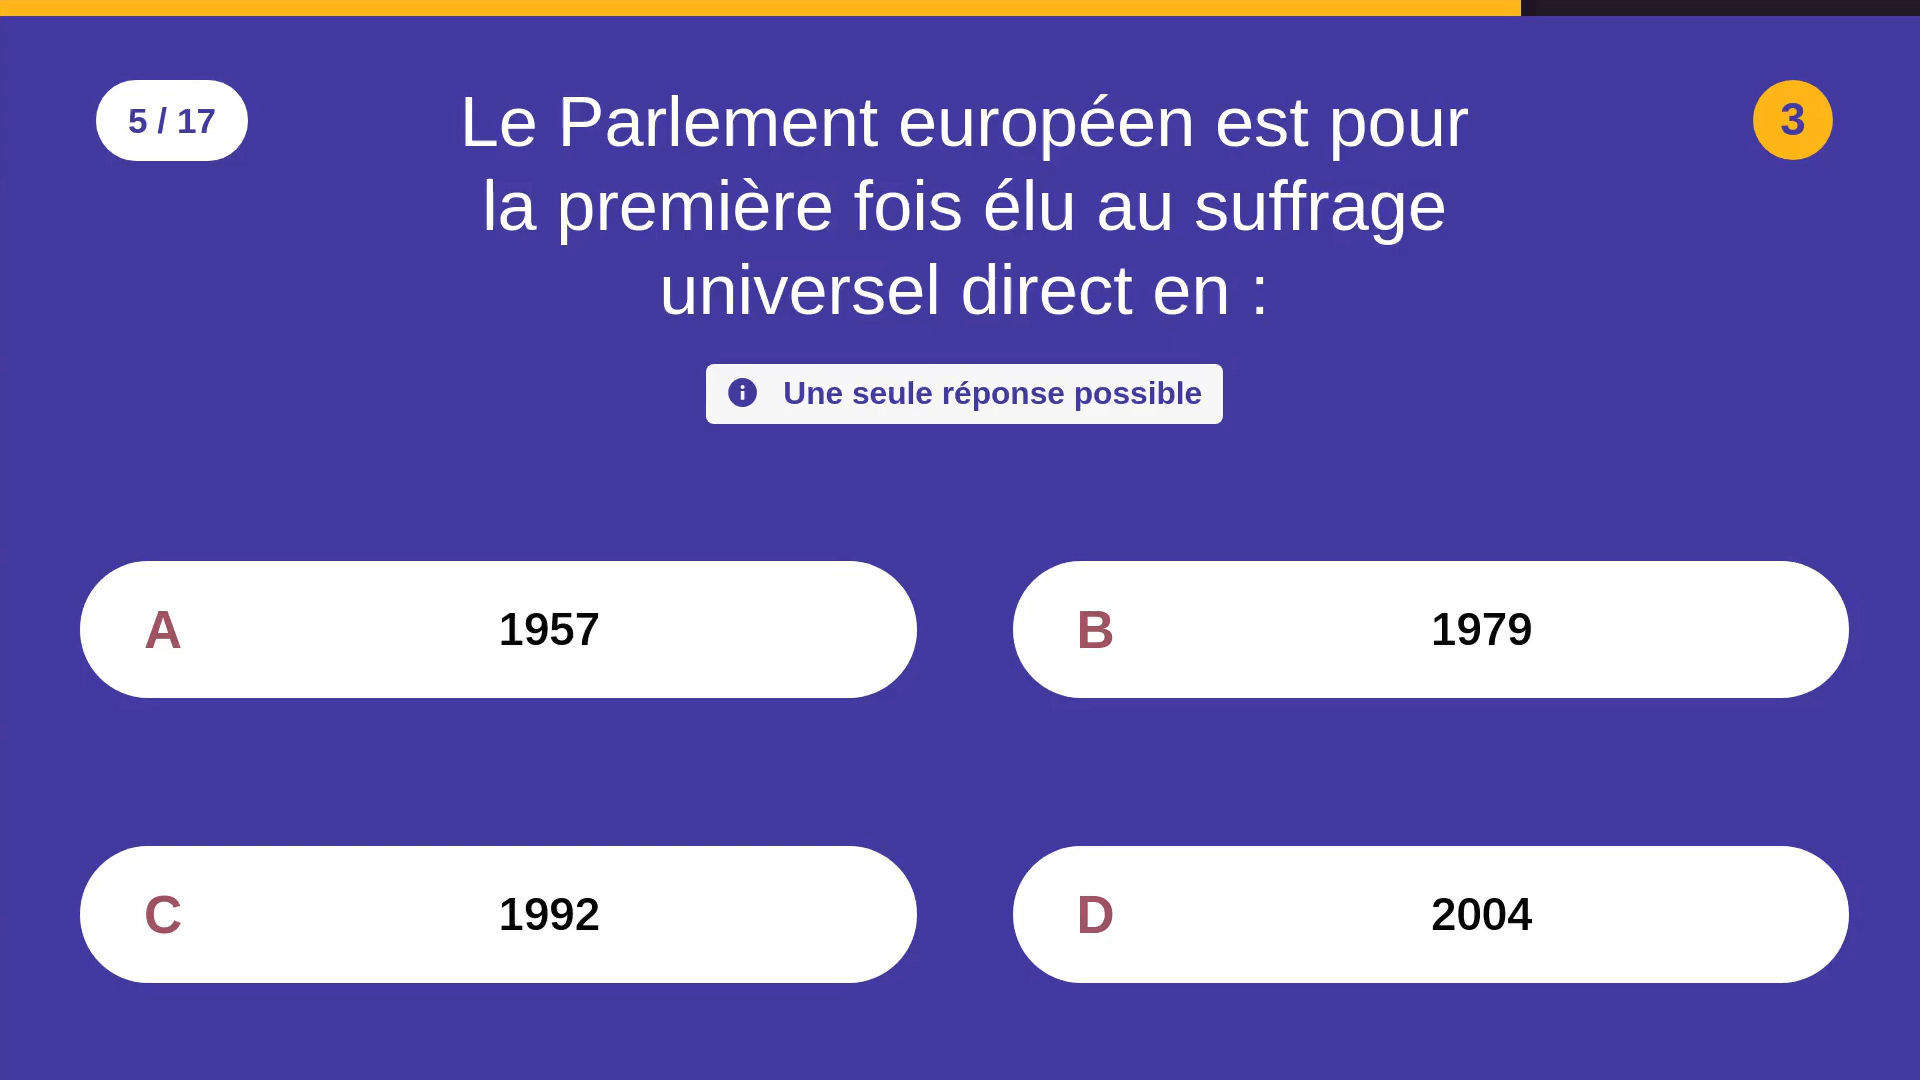 5 / 17
Le Parlement européen est pour
la première fois élu au suffrage
universel direct en :
3
Une seule réponse possible
A 1957
B 1979
C 1992
D 2004